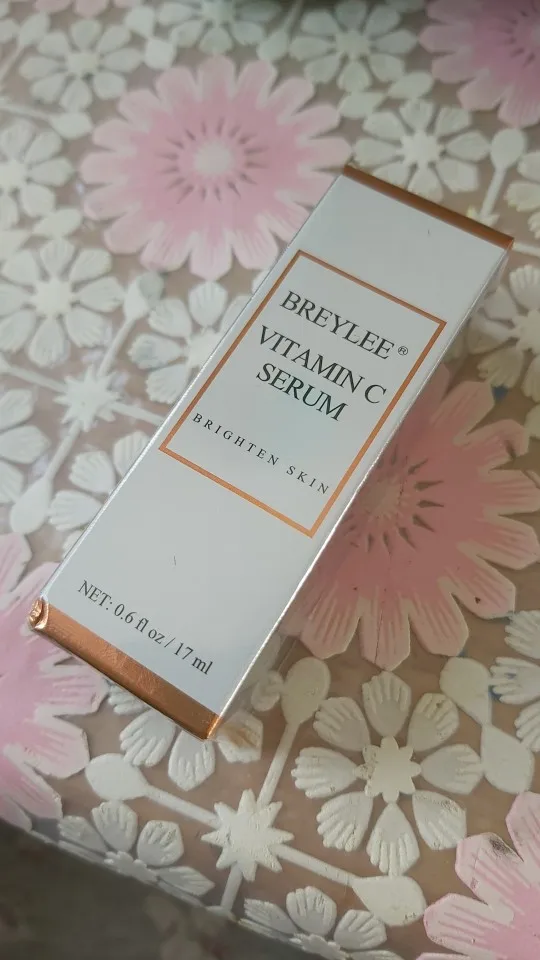 BREYLEE®
VITAMIN C
SERUM
BRIGHTEN SKIN
NET: 0.6 fl oz / 17 ml